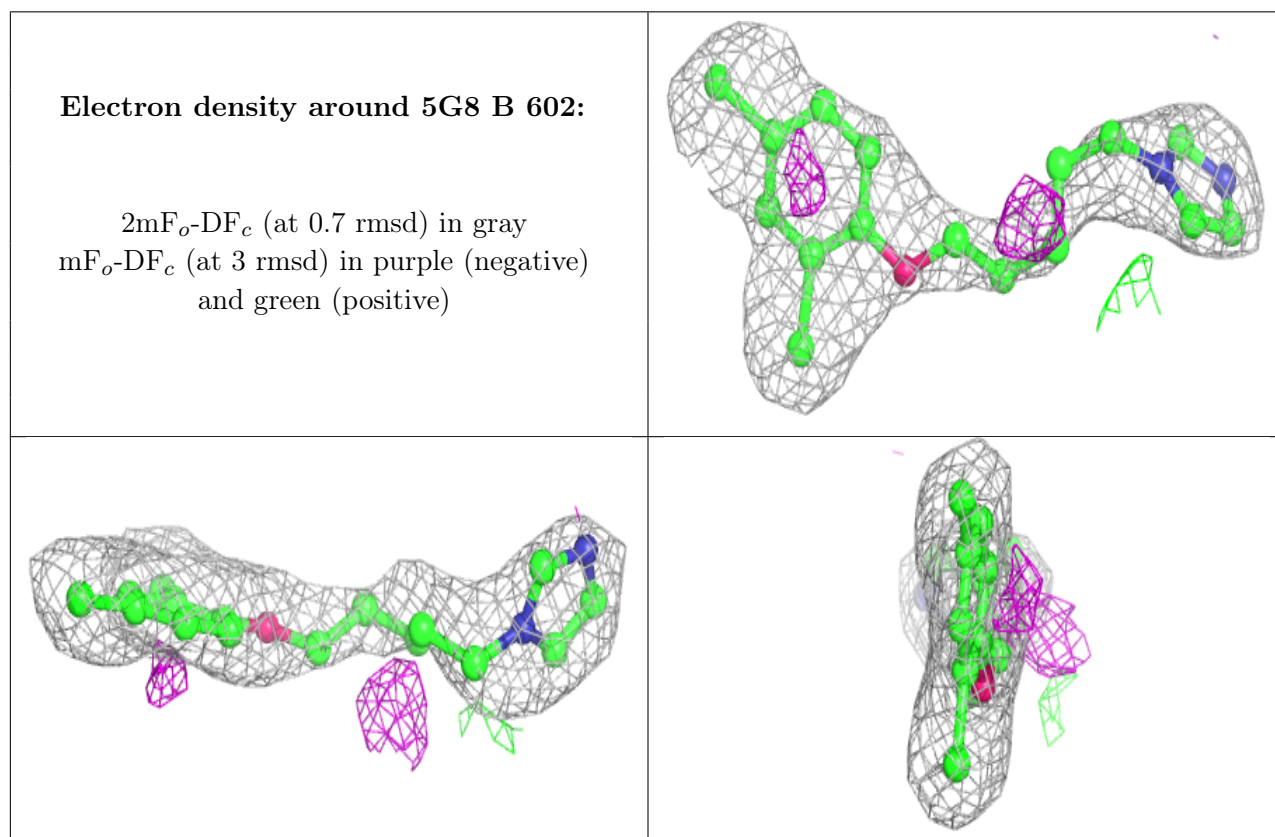 Electron density around 5G8 B 602:
2mFₒ-DF𝒸 (at 0.7 rmsd) in gray
mFₒ-DF𝒸 (at 3 rmsd) in purple (negative)
and green (positive)